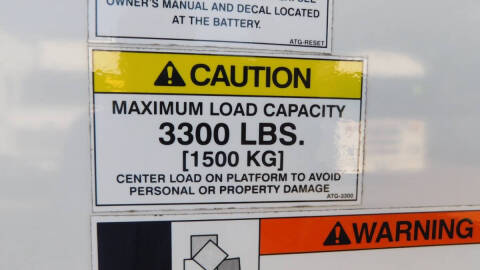 OWNER'S MANUAL AND DECAL LOCATED
AT THE BATTERY.
ATG-RESET
CAUTION
MAXIMUM LOAD CAPACITY
3300 LBS.
[1500 KG]
CENTER LOAD ON PLATFORM TO AVOID
PERSONAL OR PROPERTY DAMAGE
ATG-3300
WARNING